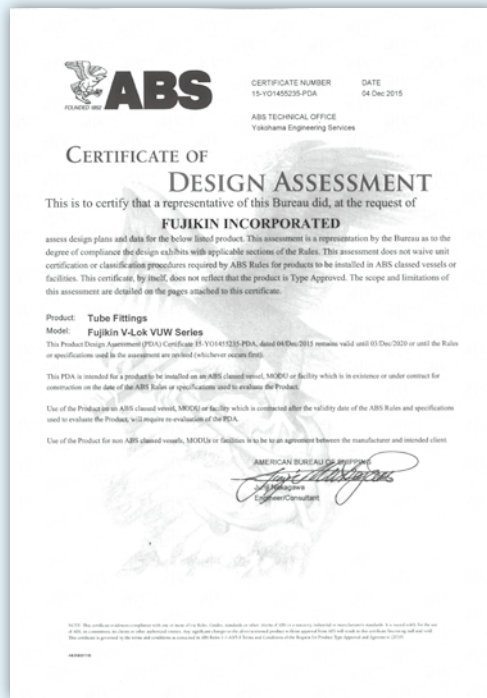 ABS
FOUNDED 1862
CERTIFICATE NUMBER DATE
15-YO1455235-PDA 04 Dec 2015
ABS TECHNICAL OFFICE
Yokohama Engineering Services
CERTIFICATE OF
DESIGN ASSESSMENT
This is to certify that a representative of this Bureau did, at the request of
FUJIKIN INCORPORATED
assess design plans and data for the below listed product. This assessment is a representation by the Bureau as to the
degree of compliance the design exhibits with applicable sections of the Rules. This assessment does not waive unit
certification or classification procedures required by ABS Rules for products to be installed in ABS classed vessels or
facilities. This certificate, by itself, does not reflect that the product is Type Approved. The scope and limitations of
this assessment are detailed on the pages attached to this certificate.
Product: Tube Fittings
Model: Fujikin V-Lok VUW Series
This Product Design Assessment (PDA) Certificate 15-YO1455235-PDA, dated 04/Dec/2015 remains valid until 03/Dec/2020 or until the Rules
or specifications used in the assessment are revised (whichever occurs first).
This PDA is intended for a product to be installed on an ABS classed vessel, MODU or facility which is in existence or under contract for
construction on the date of the ABS Rules or specifications used to evaluate the Product.
Use of the Product on an ABS classed vessel, MODU or facility which is contracted after the validity date of the ABS Rules and specifications
used to evaluate the Product, will require re-evaluation of the PDA.
Use of the Product for non ABS classed vessels, MODUs or facilities is to be to an agreement between the manufacturer and intended client.
AMERICAN BUREAU OF SHIPPING
Junji Nakagawa
Engineer/Consultant